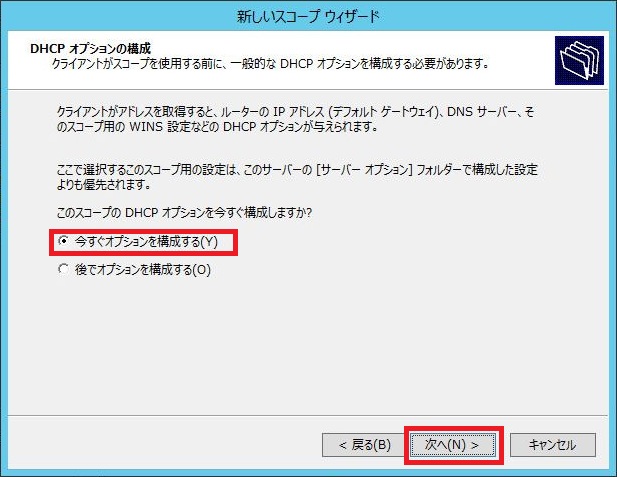 新しいスコープ ウィザード
DHCP オプションの構成
クライアントがスコープを使用する前に、一般的な DHCP オプションを構成する必要があります。
クライアントがアドレスを取得すると、ルーターの IP アドレス (デフォルト ゲートウェイ)、DNS サーバー、そ
のスコープ用の WINS 設定などの DHCP オプションが与えられます。
ここで選択するこのスコープ用の設定は、このサーバーの [サーバー オプション] フォルダーで構成した設定
よりも優先されます。
このスコープの DHCP オプションを今すぐ構成しますか?
今すぐオプションを構成する(Y)
後でオプションを構成する(O)
< 戻る(B)
次へ(N) >
キャンセル